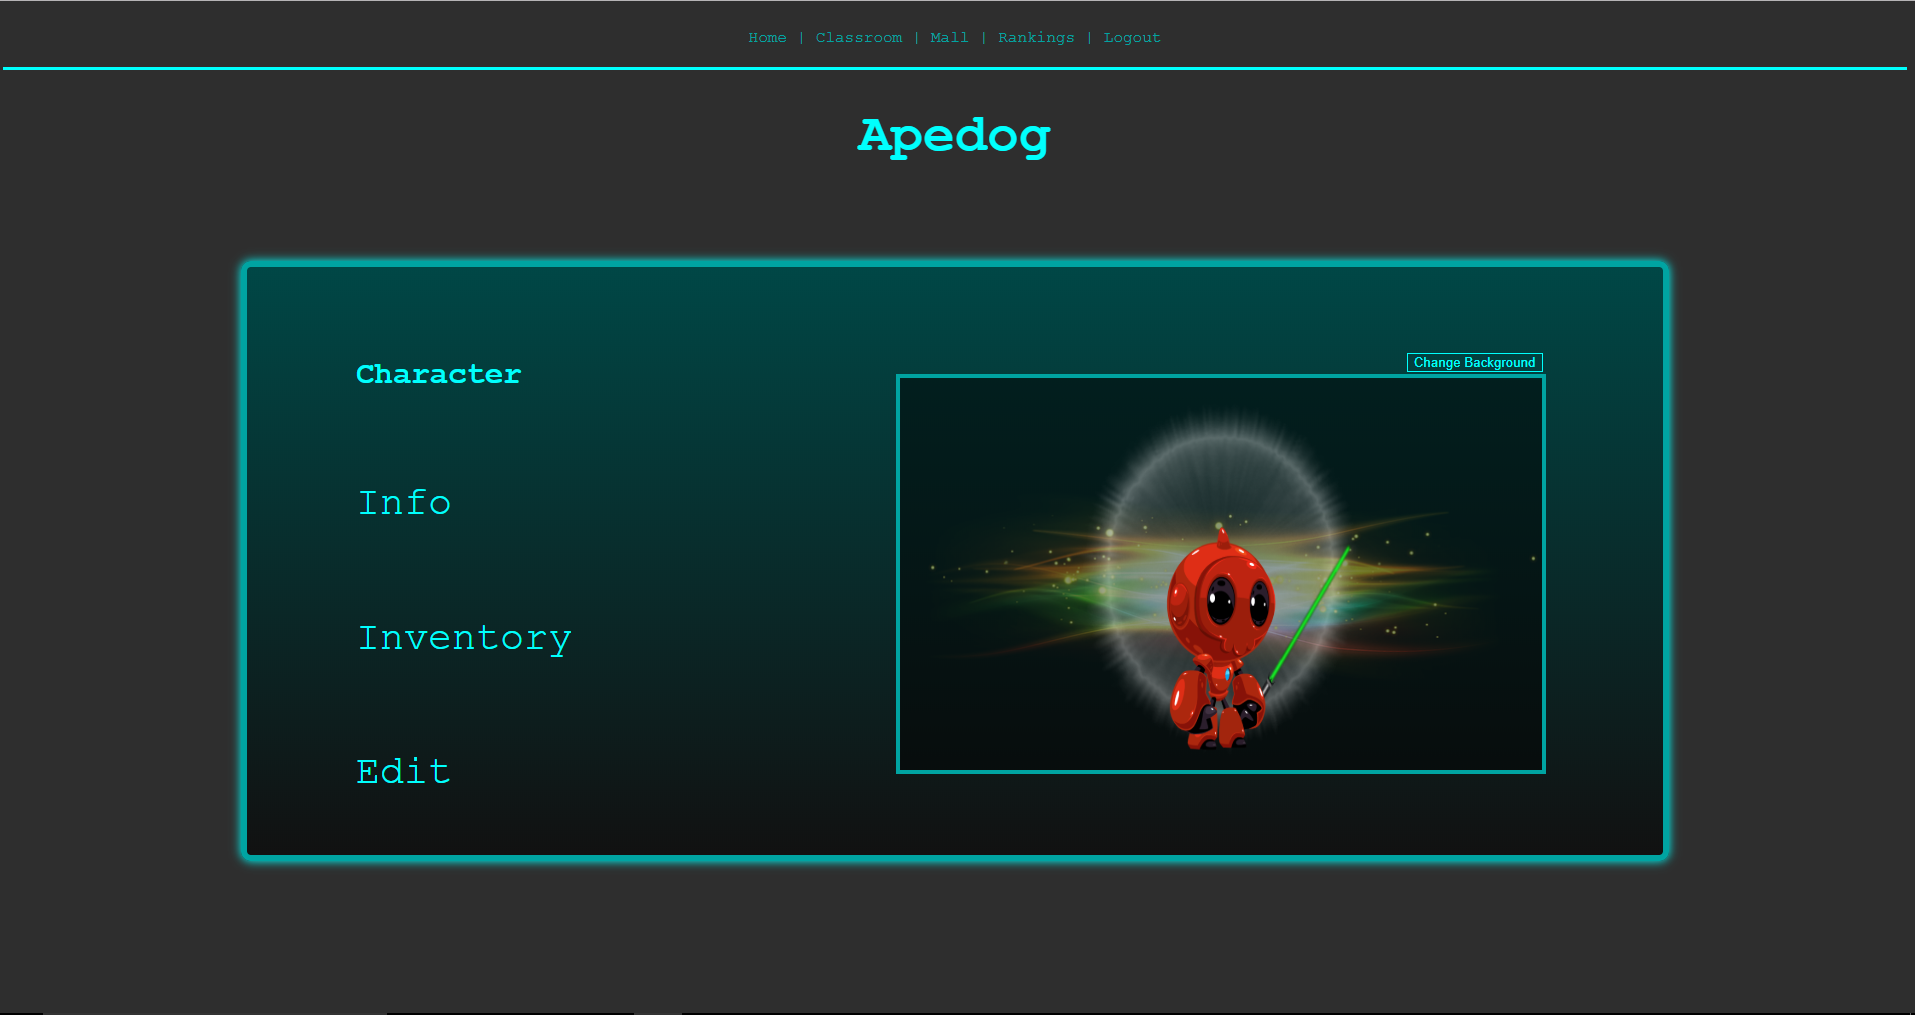 Home | Classroom | Mall | Rankings | Logout
Apedog
Character
Change Background
Info
Inventory
Edit